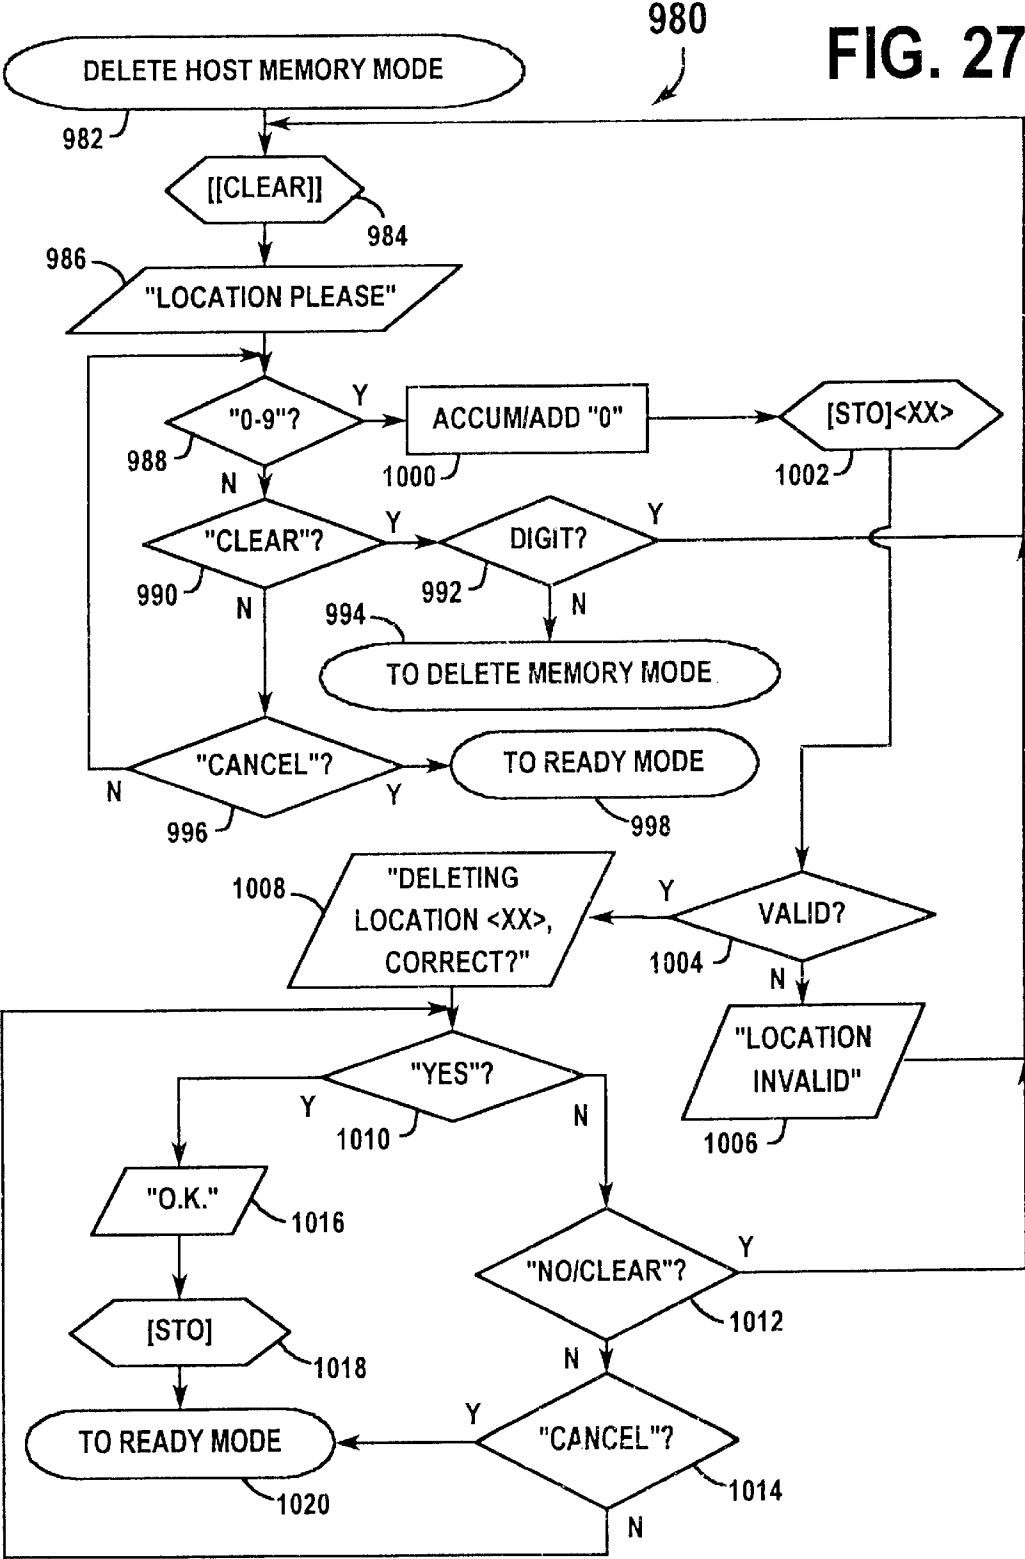 980
FIG. 27
DELETE HOST MEMORY MODE
982
[[CLEAR]]
984
986
"LOCATION PLEASE"
"0-9"?
Y
988
N
ACCUM/ADD "0"
1000
[STO]<XX>
1002
"CLEAR"?
Y
990
N
DIGIT?
Y
992
N
994
TO DELETE MEMORY MODE
"CANCEL"?
N
Y
996
TO READY MODE
998
1008
"DELETING
LOCATION <XX>,
CORRECT?"
Y
VALID?
1004
N
"LOCATION
INVALID"
1006
"YES"?
Y
N
1010
"O.K."
1016
"NO/CLEAR"?
Y
1012
N
[STO]
1018
TO READY MODE
1020
Y
"CANCEL"?
1014
N